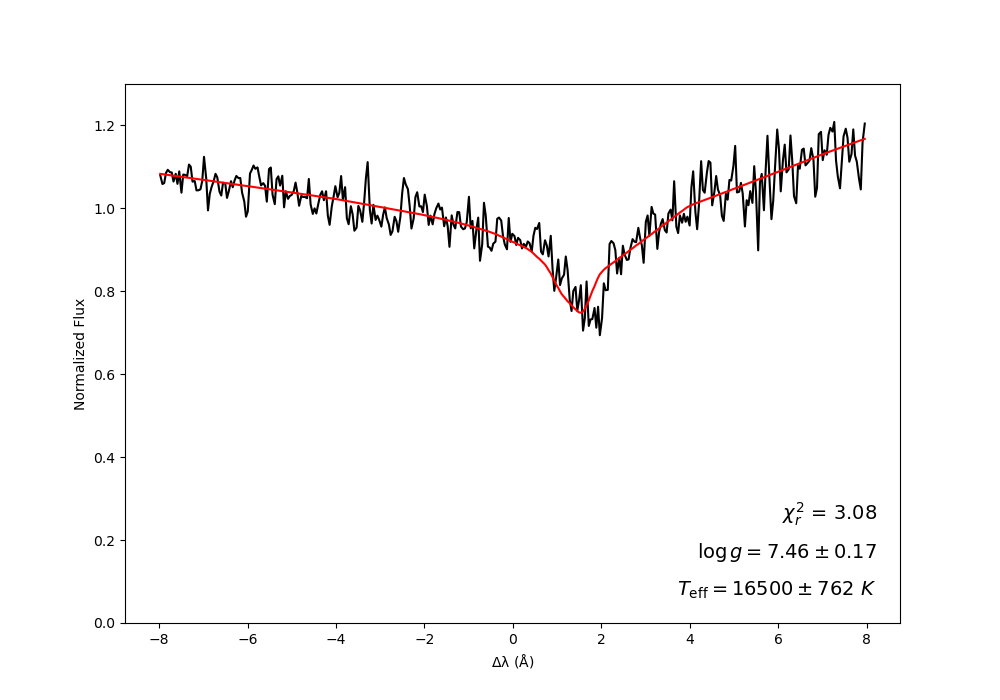 1.2
1.0
0.8
0.6
0.4
0.2
0.0
Normalized Flux
χ²ᵣ = 3.08
log g = 7.46 ± 0.17
T_eff = 16500 ± 762 K
−8 −6 −4 −2 0 2 4 6 8
Δλ (Å)